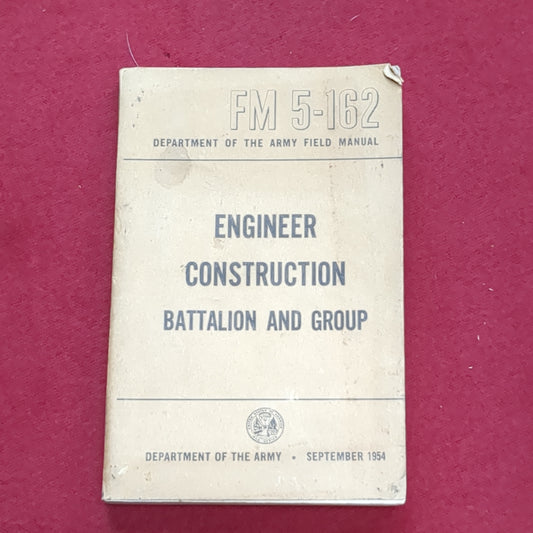 FM 5-162
DEPARTMENT OF THE ARMY FIELD MANUAL
ENGINEER
CONSTRUCTION
BATTALION AND GROUP
DEPARTMENT OF THE ARMY • SEPTEMBER 1954